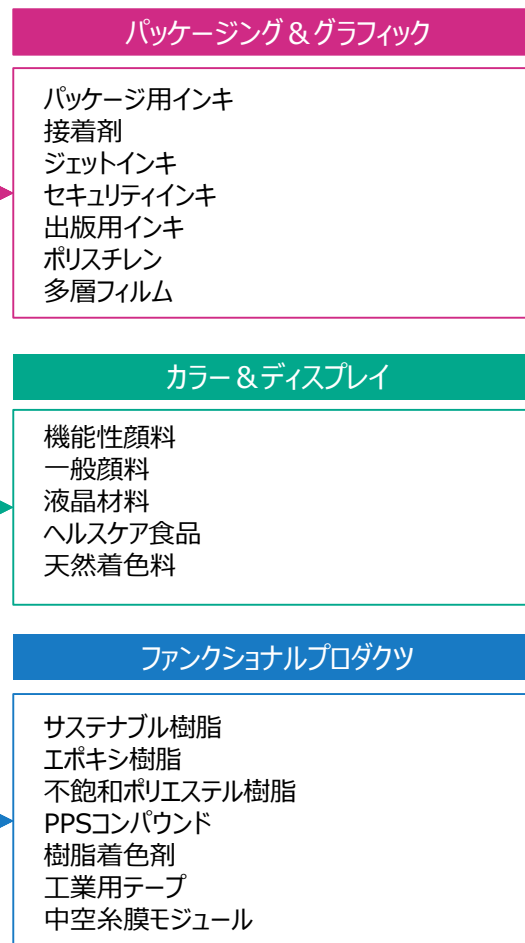 パッケージング＆グラフィック
パッケージ用インキ
接着剤
ジェットインキ
セキュリティインキ
出版用インキ
ポリスチレン
多層フィルム
カラー＆ディスプレイ
機能性顔料
一般顔料
液晶材料
ヘルスケア食品
天然着色料
ファンクショナルプロダクツ
サステナブル樹脂
エポキシ樹脂
不飽和ポリエステル樹脂
PPSコンパウンド
樹脂着色剤
工業用テープ
中空糸膜モジュール